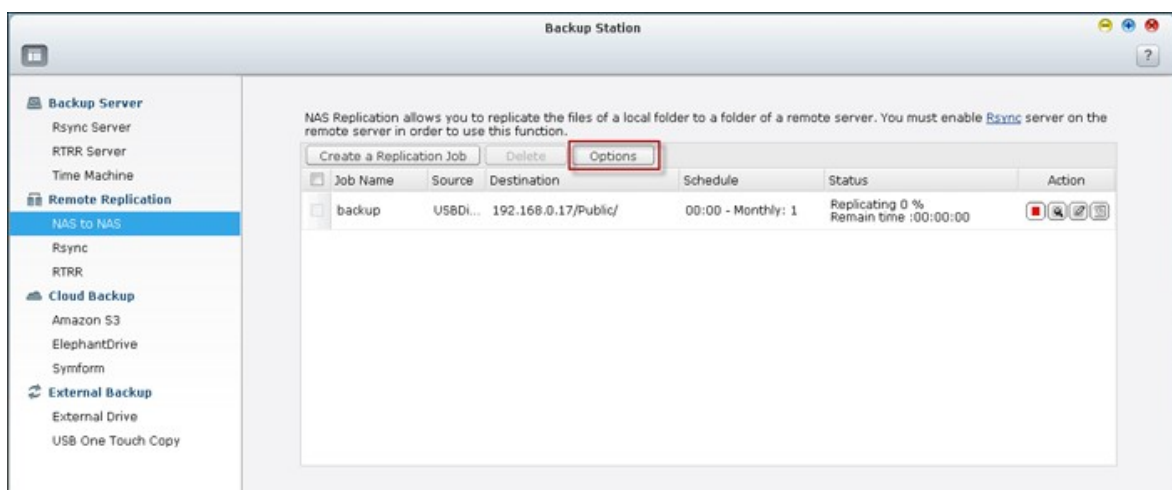 Backup Station
?
Backup Server
Rsync Server
RTRR Server
Time Machine
Remote Replication
NAS to NAS
Rsync
RTRR
Cloud Backup
Amazon S3
ElephantDrive
Symform
External Backup
External Drive
USB One Touch Copy
NAS Replication allows you to replicate the files of a local folder to a folder of a remote server. You must enable Rsync server on the
remote server in order to use this function.
Create a Replication Job Delete Options
Job Name Source Destination Schedule Status Action
backup USBDi... 192.168.0.17/Public/ 00:00 - Monthly: 1 Replicating 0 %
Remain time :00:00:00